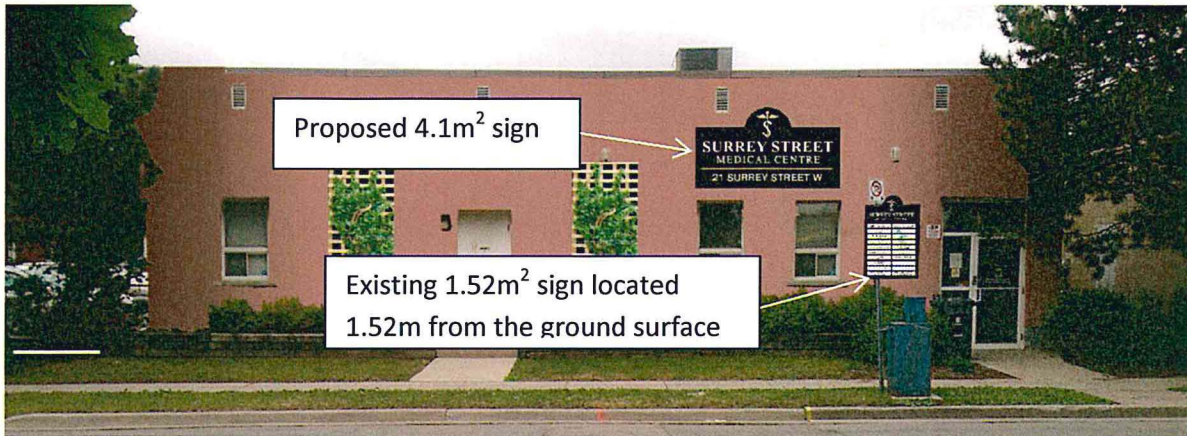 Proposed 4.1m² sign
SURREY STREET
MEDICAL CENTRE
21 SURREY STREET W
SURREY STREET
Existing 1.52m² sign located
1.52m from the ground surface